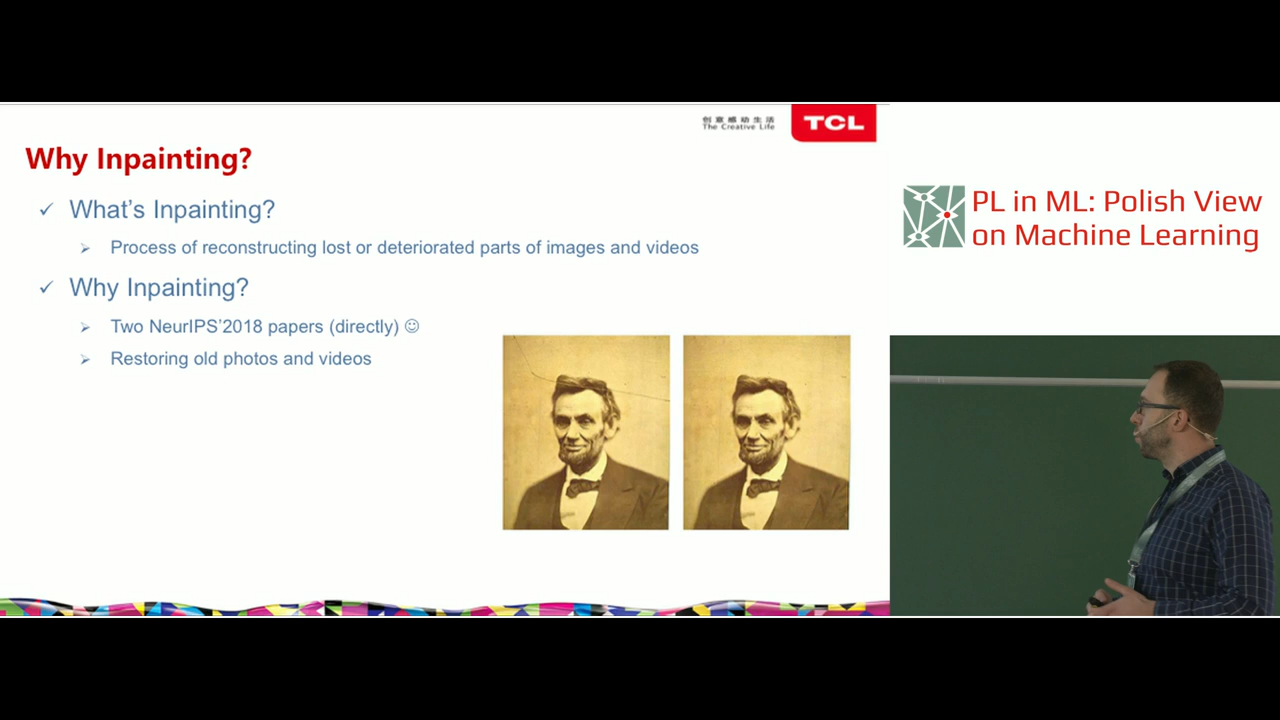 创意感动生活
The Creative Life
TCL
Why Inpainting?
✓ What's Inpainting?
➢ Process of reconstructing lost or deteriorated parts of images and videos
✓ Why Inpainting?
➢ Two NeurIPS'2018 papers (directly) ☺
➢ Restoring old photos and videos
PL in ML: Polish View
on Machine Learning